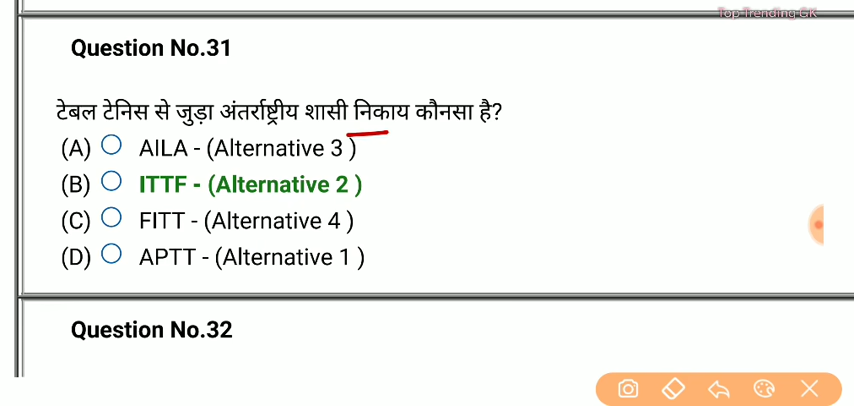 Top Trending GK
Question No.31
टेबल टेनिस से जुड़ा अंतर्राष्ट्रीय शासी निकाय कौनसा है?
(A) AILA - (Alternative 3 )
(B) ITTF - (Alternative 2 )
(C) FITT - (Alternative 4 )
(D) APTT - (Alternative 1 )
Question No.32